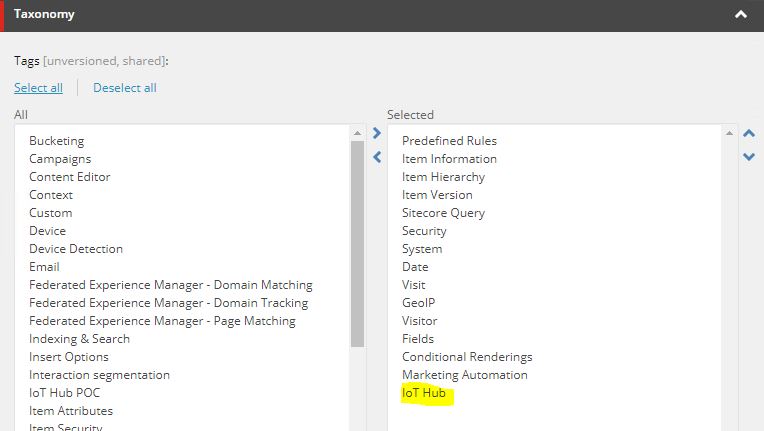 Taxonomy
Tags [unversioned, shared]:
Select all
Deselect all
All
Bucketing
Campaigns
Content Editor
Context
Custom
Device
Device Detection
Email
Federated Experience Manager - Domain Matching
Federated Experience Manager - Domain Tracking
Federated Experience Manager - Page Matching
Indexing & Search
Insert Options
Interaction segmentation
IoT Hub POC
Item Attributes
Item Security
Selected
Predefined Rules
Item Information
Item Hierarchy
Item Version
Sitecore Query
Security
System
Date
Visit
GeoIP
Visitor
Fields
Conditional Renderings
Marketing Automation
IoT Hub